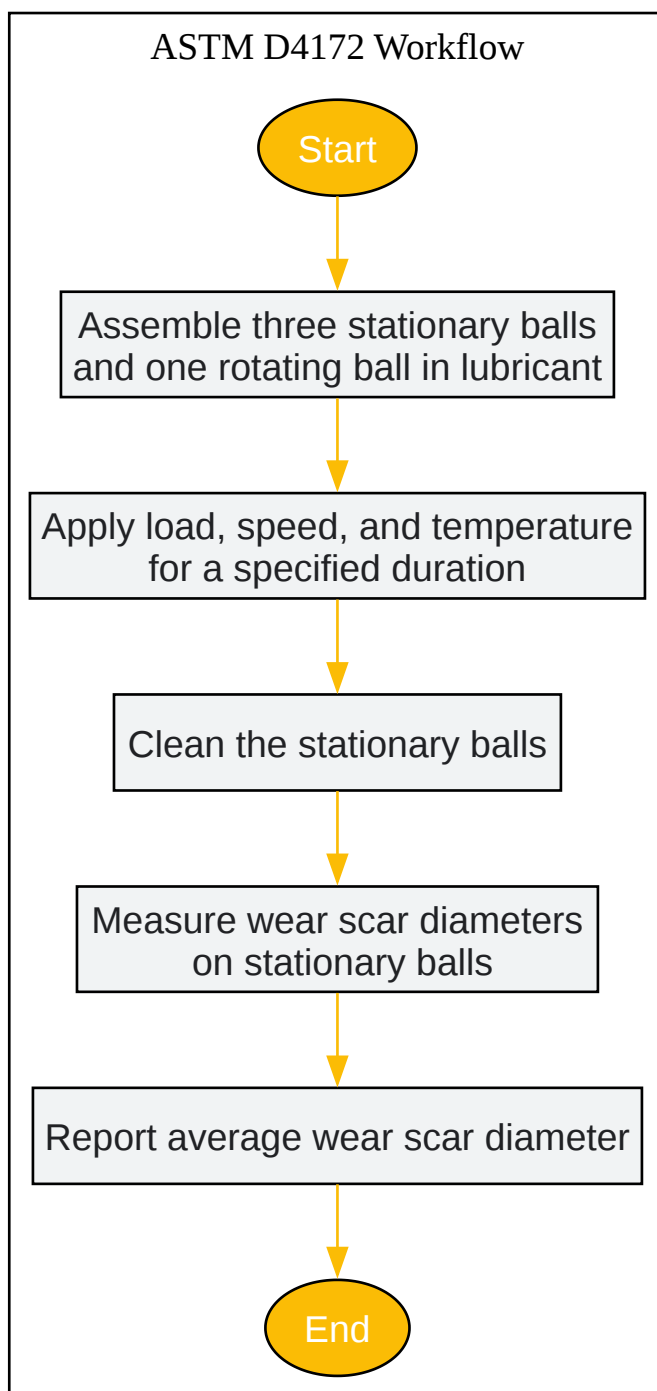 ASTM D4172 Workflow
Start
Assemble three stationary balls
and one rotating ball in lubricant
Apply load, speed, and temperature
for a specified duration
Clean the stationary balls
Measure wear scar diameters
on stationary balls
Report average wear scar diameter
End